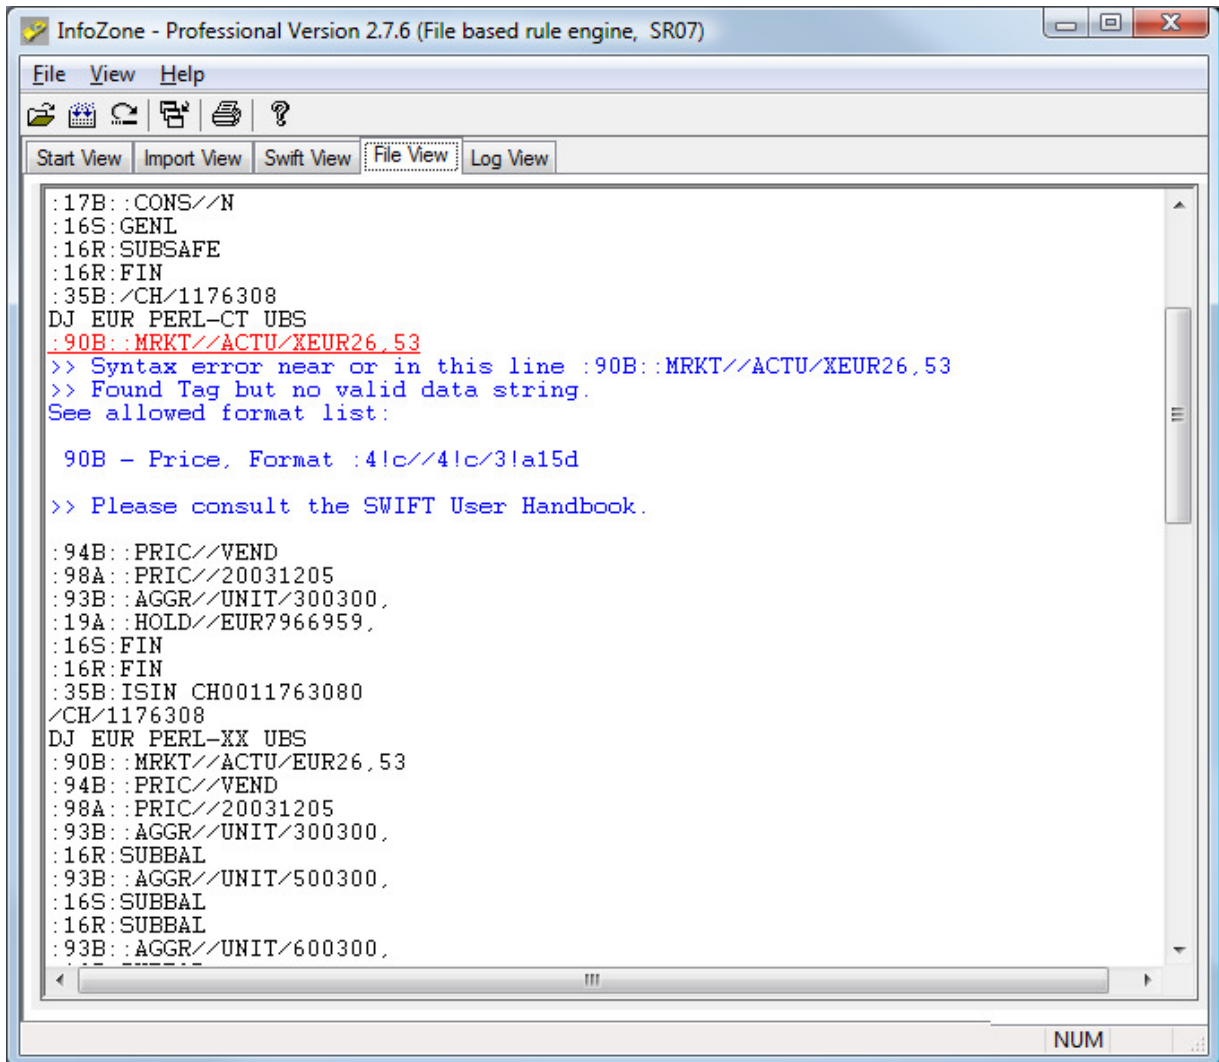 InfoZone - Professional Version 2.7.6 (File based rule engine, SR07)
File View Help
Start View Import View Swift View File View Log View
:17B::CONS//N
:16S:GENL
:16R:SUBSAFE
:16R:FIN
:35B:/CH/1176308
DJ EUR PERL-CT UBS
:90B::MRKT//ACTU/XEUR26,53
>> Syntax error near or in this line :90B::MRKT//ACTU/XEUR26,53
>> Found Tag but no valid data string.
See allowed format list:
90B - Price, Format :4!c//4!c/3!a15d
>> Please consult the SWIFT User Handbook.
:94B::PRIC//VEND
:98A::PRIC//20031205
:93B::AGGR//UNIT/300300,
:19A::HOLD//EUR7966959,
:16S:FIN
:16R:FIN
:35B:ISIN CH0011763080
/CH/1176308
DJ EUR PERL-XX UBS
:90B::MRKT//ACTU/EUR26,53
:94B::PRIC//VEND
:98A::PRIC//20031205
:93B::AGGR//UNIT/300300,
:16R:SUBBAL
:93B::AGGR//UNIT/500300,
:16S:SUBBAL
:16R:SUBBAL
:93B::AGGR//UNIT/600300,
NUM